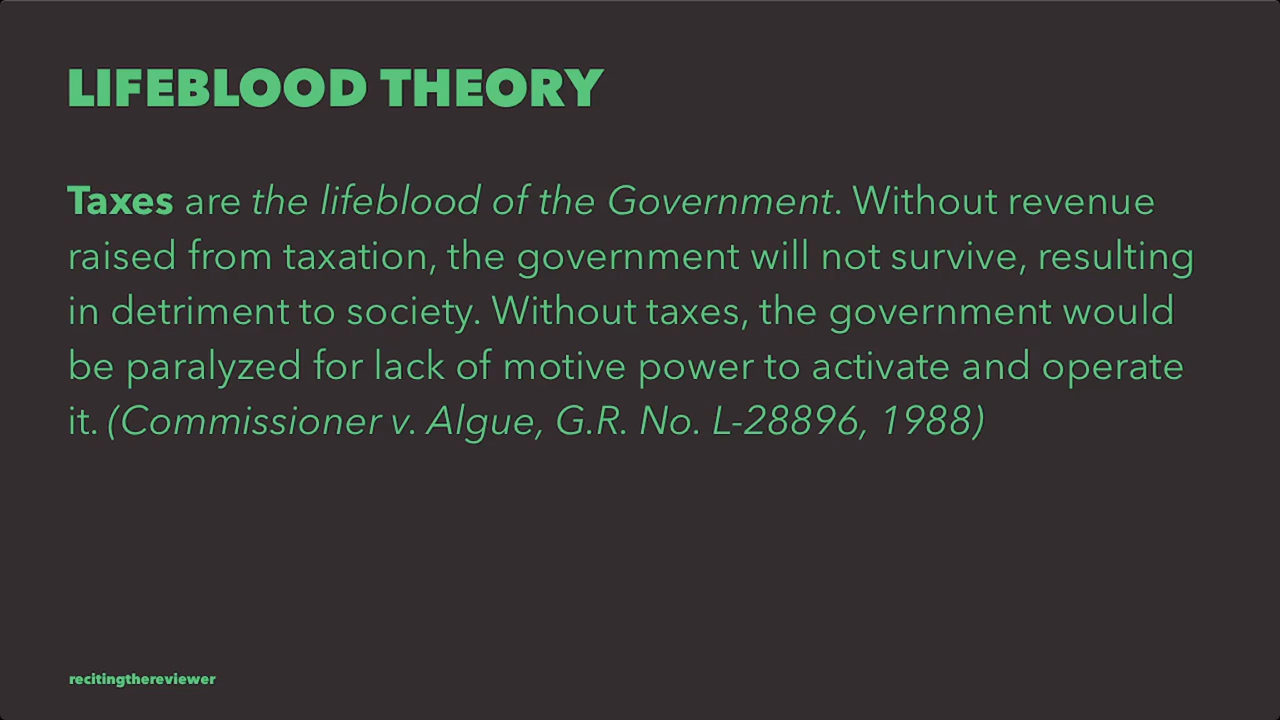 LIFEBLOOD THEORY
Taxes are the lifeblood of the Government. Without revenue
raised from taxation, the government will not survive, resulting
in detriment to society. Without taxes, the government would
be paralyzed for lack of motive power to activate and operate
it. (Commissioner v. Algue, G.R. No. L-28896, 1988)
recitingthereviewer